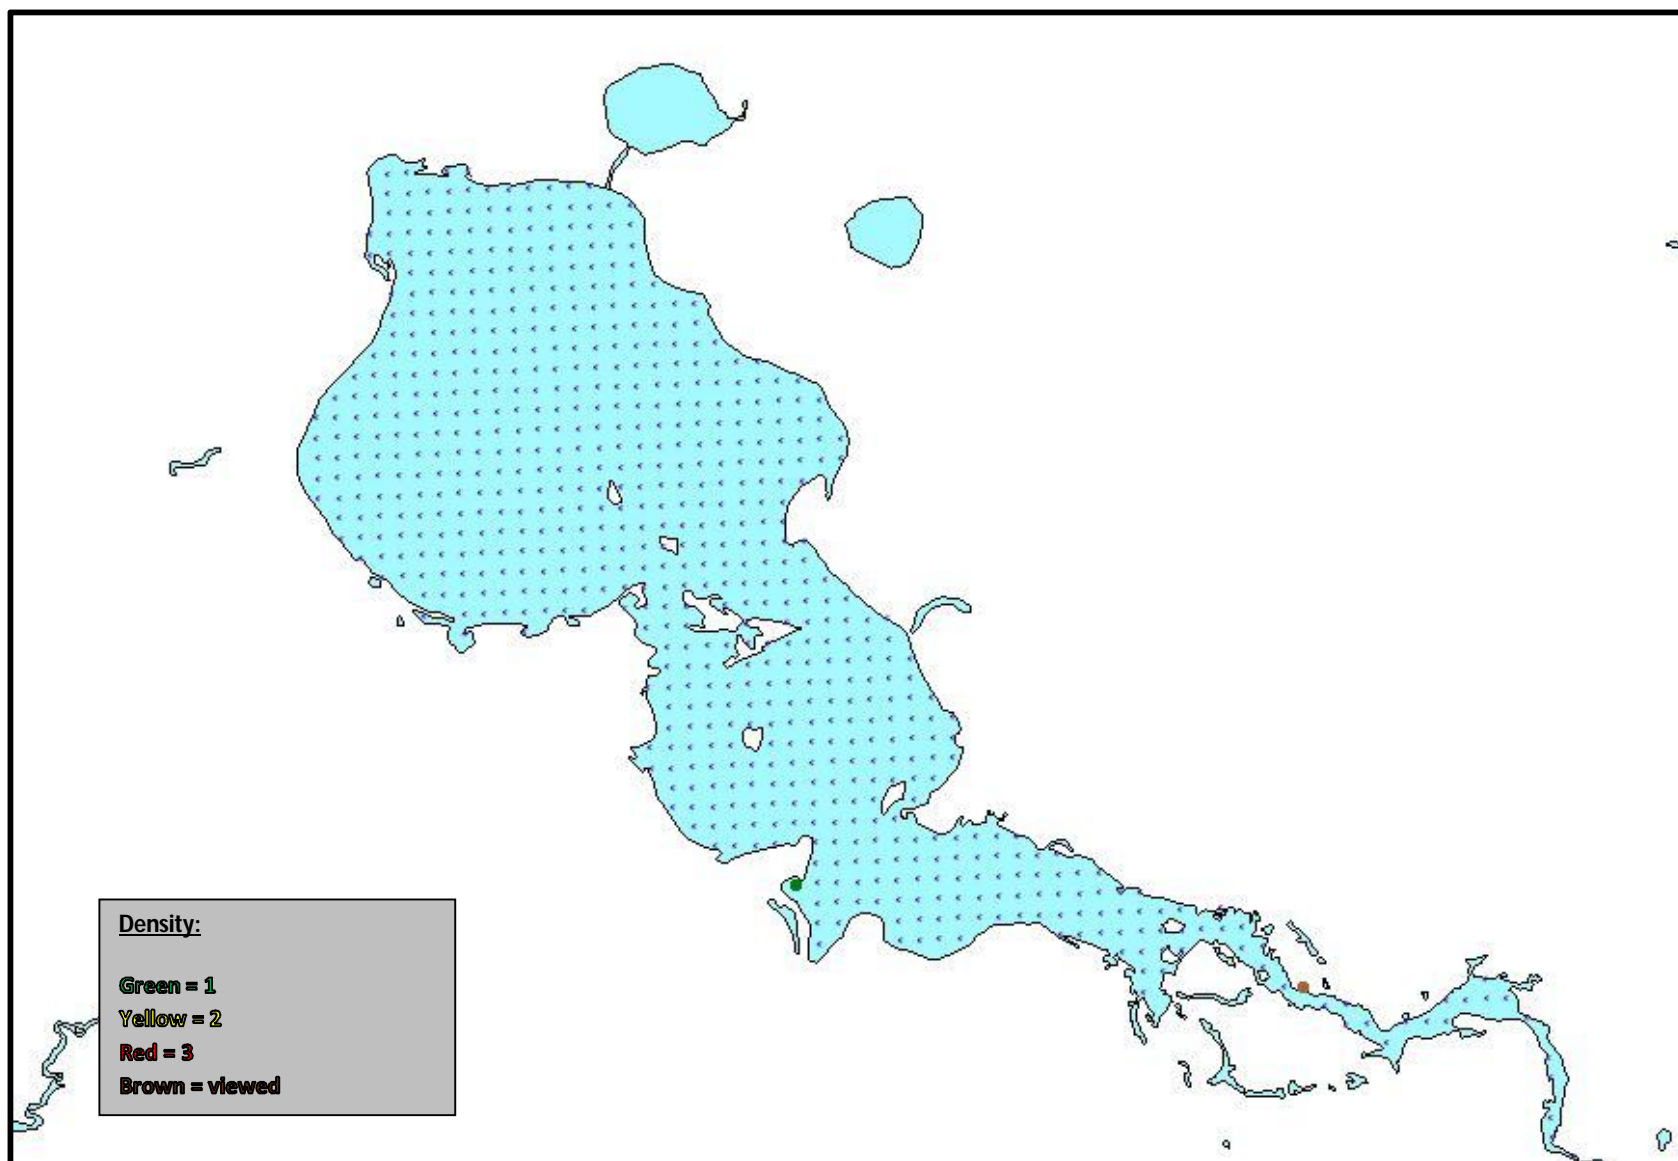 Density:
Green = 1
Yellow = 2
Red = 3
Brown = viewed